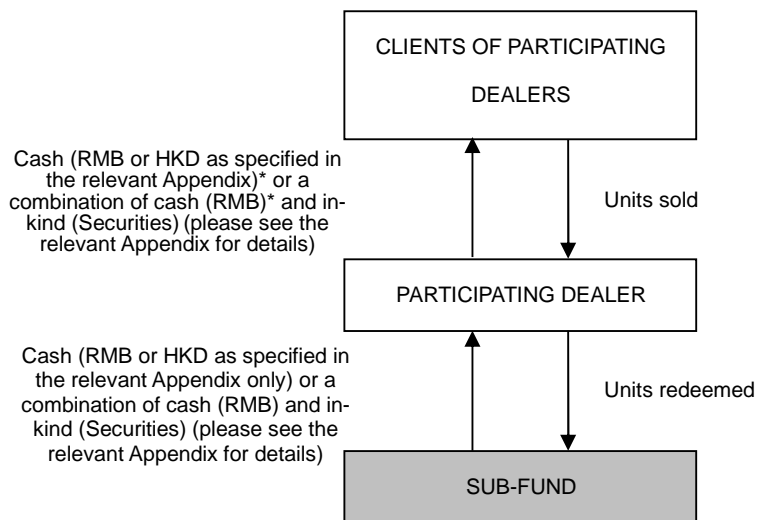 CLIENTS OF PARTICIPATING
DEALERS
Cash (RMB or HKD as specified in
the relevant Appendix)* or a
combination of cash (RMB)* and in-
kind (Securities) (please see the
relevant Appendix for details)
Units sold
PARTICIPATING DEALER
Cash (RMB or HKD as specified in
the relevant Appendix only) or a
combination of cash (RMB) and in-
kind (Securities) (please see the
relevant Appendix for details)
Units redeemed
SUB-FUND